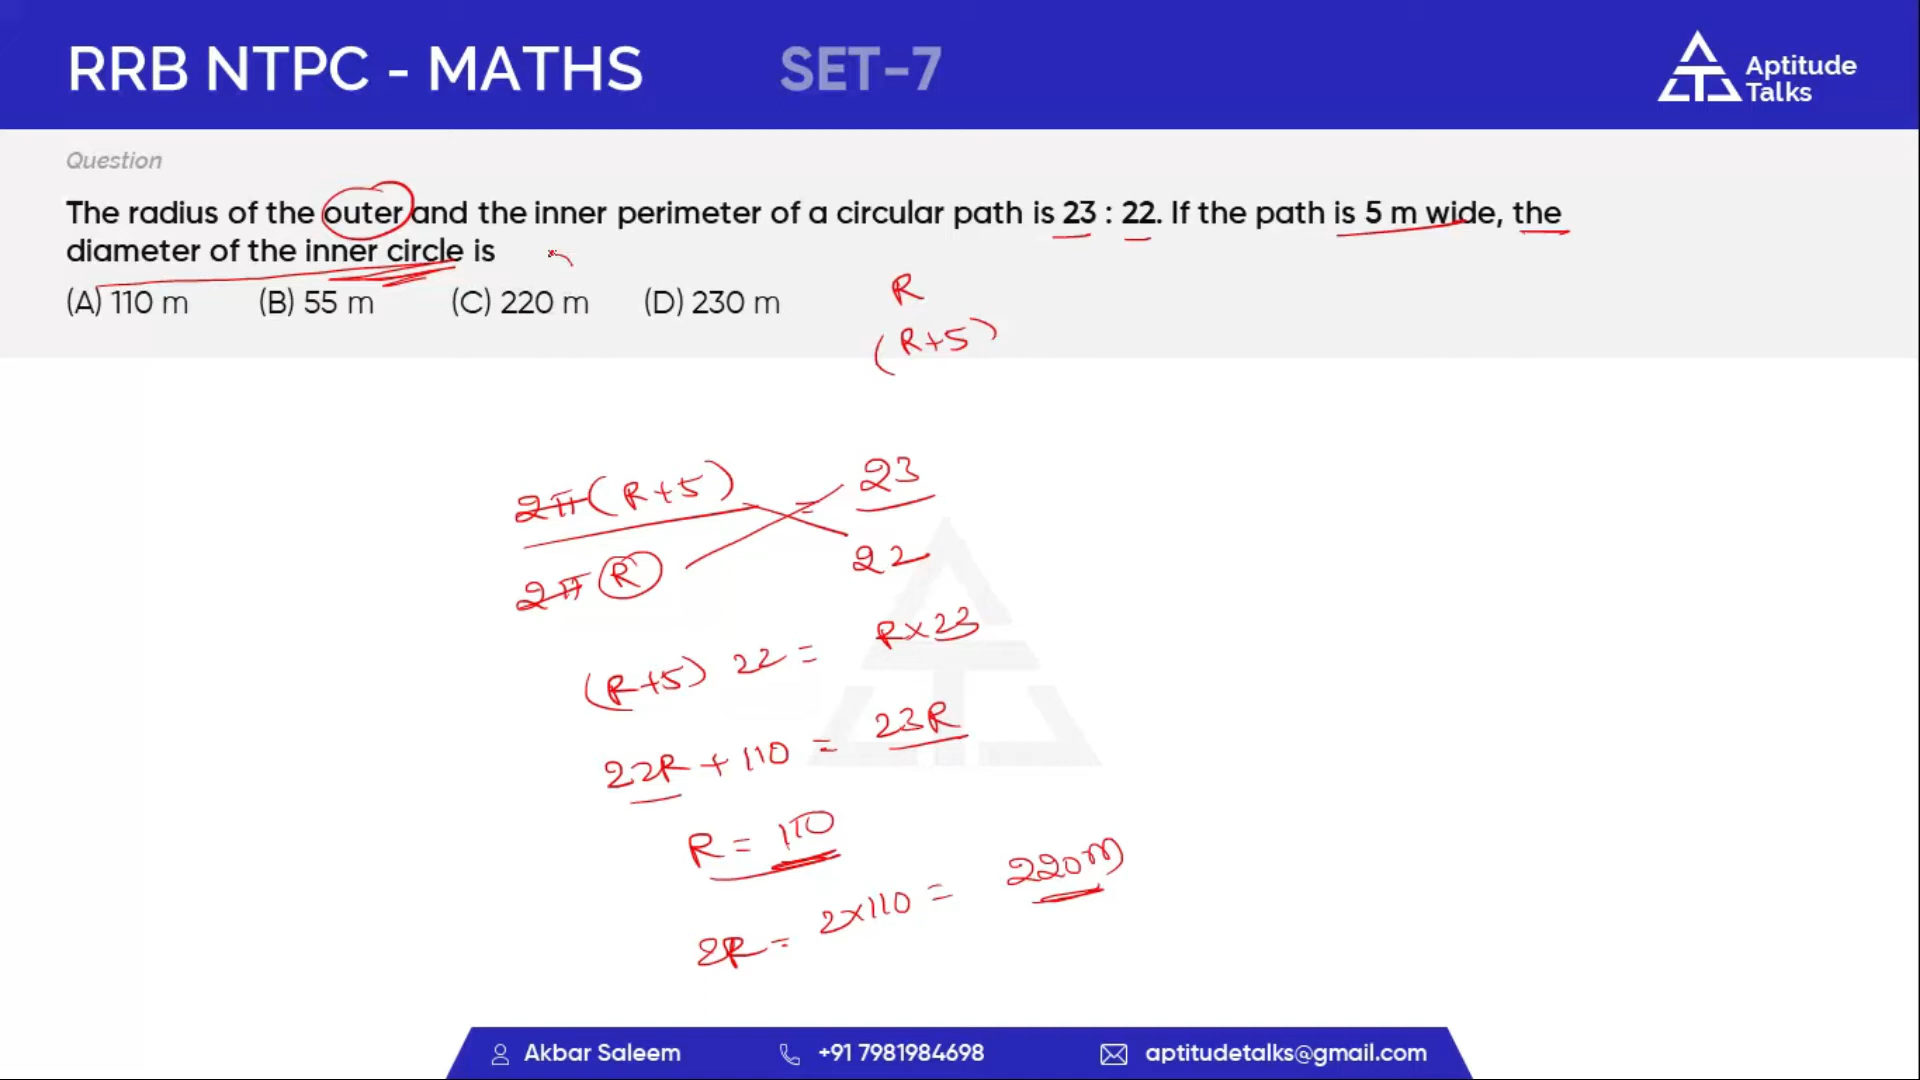 RRB NTPC - MATHS SET-7
Aptitude
Talks
Question
The radius of the outer and the inner perimeter of a circular path is 23 : 22. If the path is 5 m wide, the
diameter of the inner circle is
(A) 110 m (B) 55 m (C) 220 m (D) 230 m
R
(R+5)
2π(R+5) = 23
2π R 22
(R+5) 22 = R×23
22R + 110 = 23R
R = 110
2R = 2×110 = 220m
Akbar Saleem +91 7981984698 aptitudetalks@gmail.com